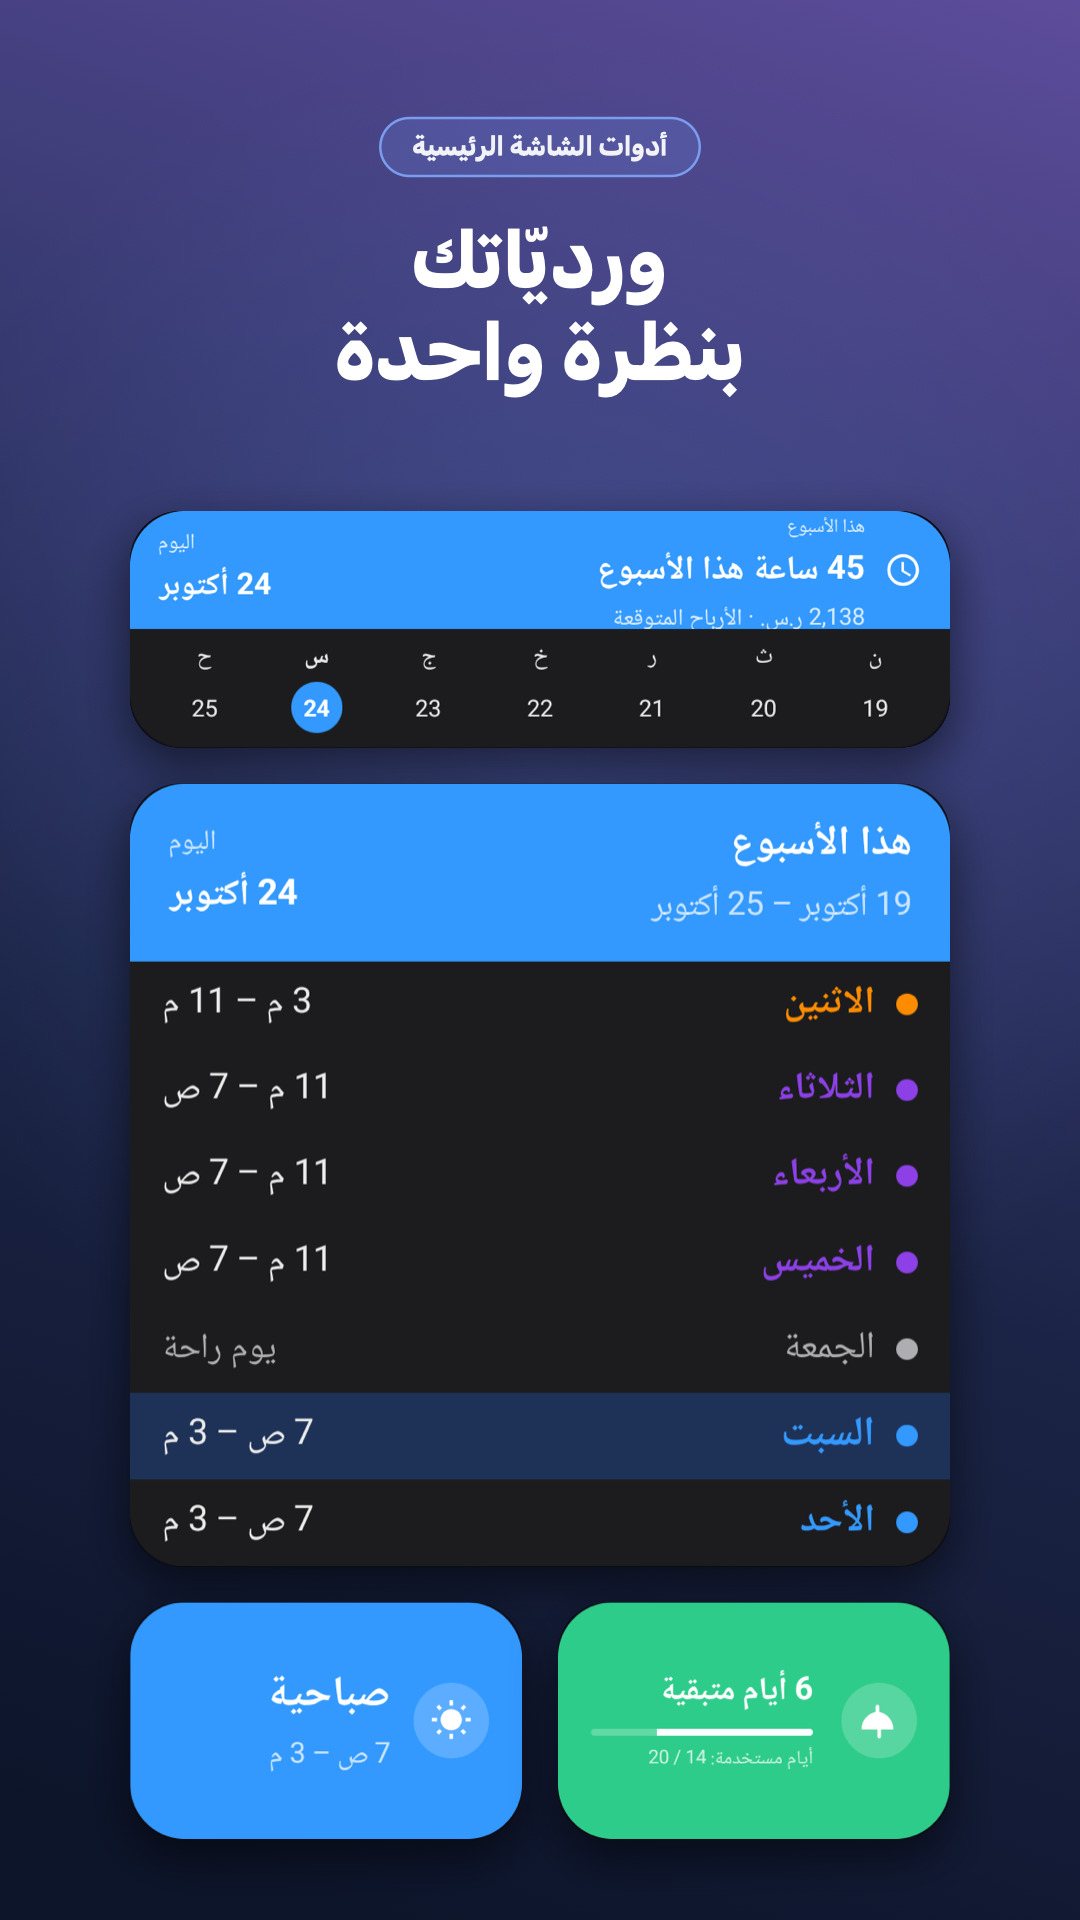 أدوات الشاشة الرئيسية
ورديّاتك
بنظرة واحدة
هذا الأسبوع
45 ساعة هذا الأسبوع
2,138 ر.س. · الأرباح المتوقعة
اليوم
24 أكتوبر
ن ث ر خ ج س ح
19 20 21 22 23 24 25
هذا الأسبوع
19 أكتوبر – 25 أكتوبر
اليوم
24 أكتوبر
الاثنين 3 م – 11 م
الثلاثاء 11 م – 7 ص
الأربعاء 11 م – 7 ص
الخميس 11 م – 7 ص
الجمعة يوم راحة
السبت 7 ص – 3 م
الأحد 7 ص – 3 م
6 أيام متبقية
أيام مستخدمة: 14 / 20
صباحية
7 ص – 3 م